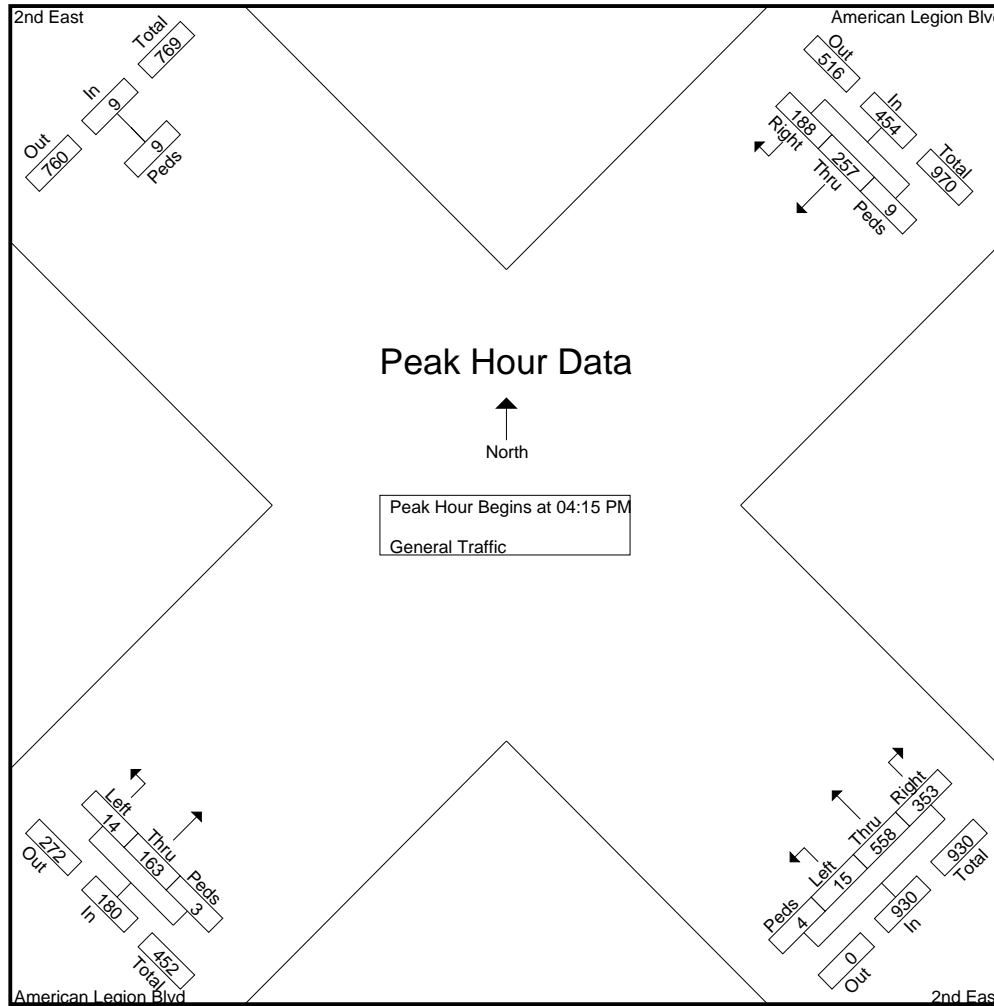 2nd East
Out
In
Total
760
9
769
9
Peds
American Legion Blvd
Out
In
Total
516
454
970
188
257
9
Right
Thru
Peds
Peak Hour Data
North
Peak Hour Begins at 04:15 PM
General Traffic
Left
Thru
Peds
14
163
3
272
180
452
Out
In
Total
American Legion Blvd
Peds
Left
Thru
Right
4
15
558
353
0
930
930
Out
In
Total
2nd East